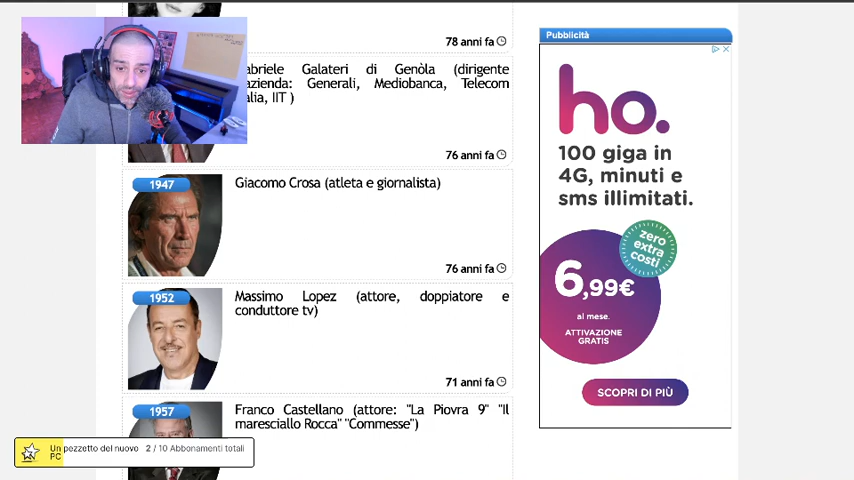 78 anni fa
abriele Galateri di Genòla (dirigente
azienda: Generali, Mediobanca, Telecom
alia, IIT )
76 anni fa
1947
Giacomo Crosa (atleta e giornalista)
76 anni fa
1952
Massimo Lopez (attore, doppiatore e
conduttore tv)
71 anni fa
1957
Franco Castellano (attore: "La Piovra 9" "Il
maresciallo Rocca" "Commesse")
Un pezzetto del nuovo 2 / 10 Abbonamenti totali
PC
Pubblicità
ho.
100 giga in
4G, minuti e
sms illimitati.
zero
extra
costi
6,99€
al mese.
ATTIVAZIONE
GRATIS
SCOPRI DI PIÙ